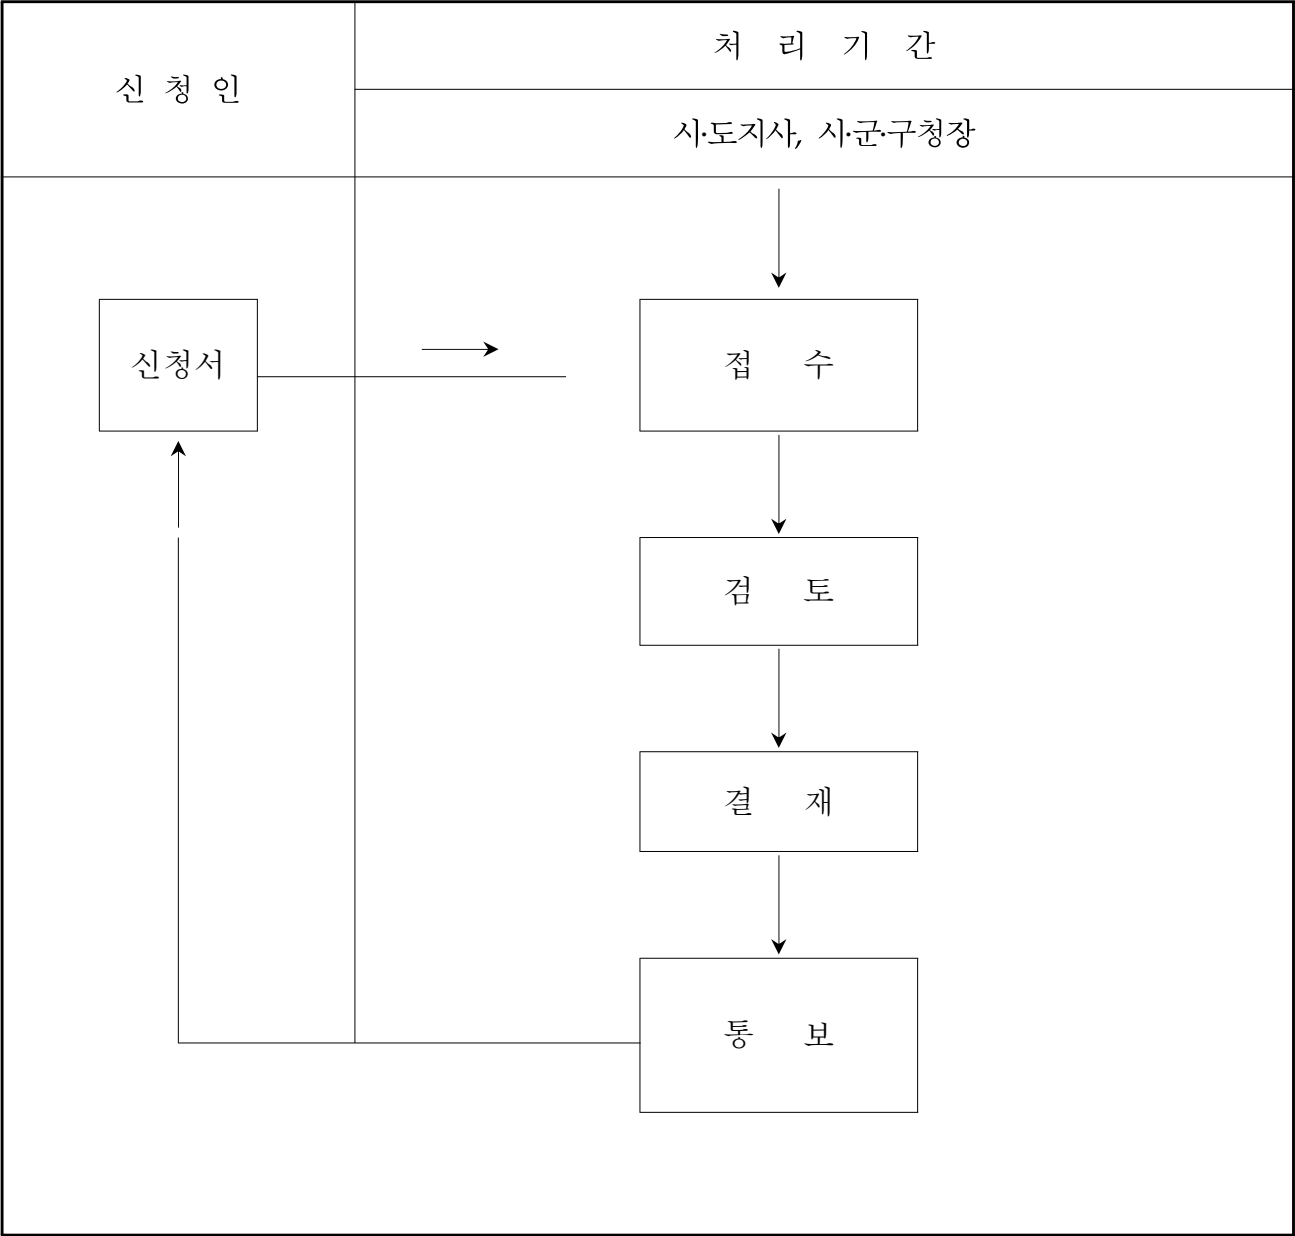 신 청 인
처 리 기 간
시·도지사, 시·군·구청장
신청서
접 수
검 토
결 재
통 보